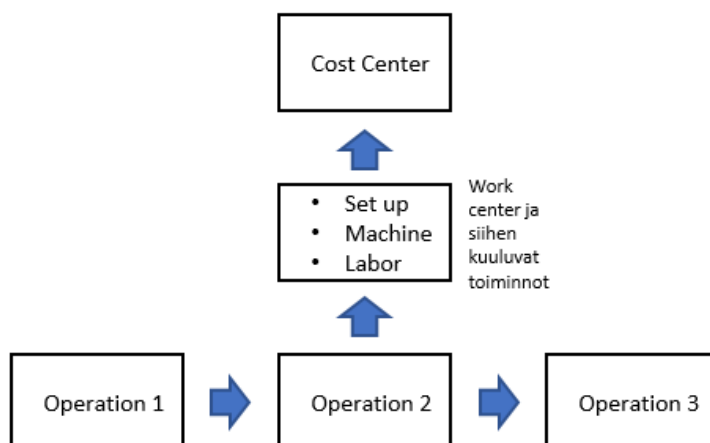 Cost Center
• Set up
• Machine
• Labor
Work
center ja
siihen
kuuluvat
toiminnot
Operation 1
Operation 2
Operation 3